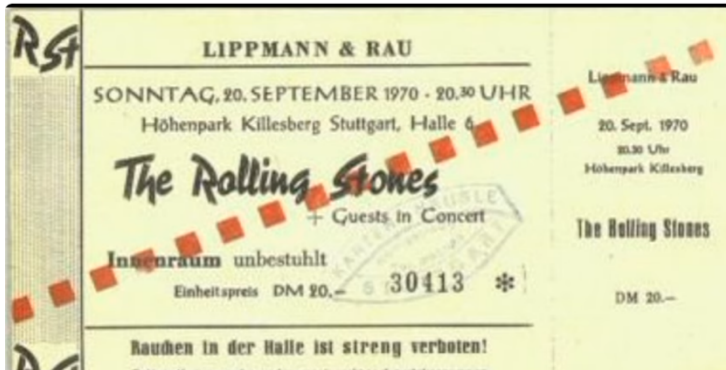 RSt
LIPPMANN & RAU
SONNTAG, 20. SEPTEMBER 1970 - 20.30 UHR
Höhenpark Killesberg Stuttgart, Halle 6
The Rolling Stones
+ Guests in Concert
Innenraum unbestuhlt
Einheitspreis DM 20.- 30413 *
Rauchen in der Halle ist streng verboten!
Lippmann & Rau
20. Sept. 1970
20.30 Uhr
Höhenpark Killesberg
The Rolling Stones
DM 20.-